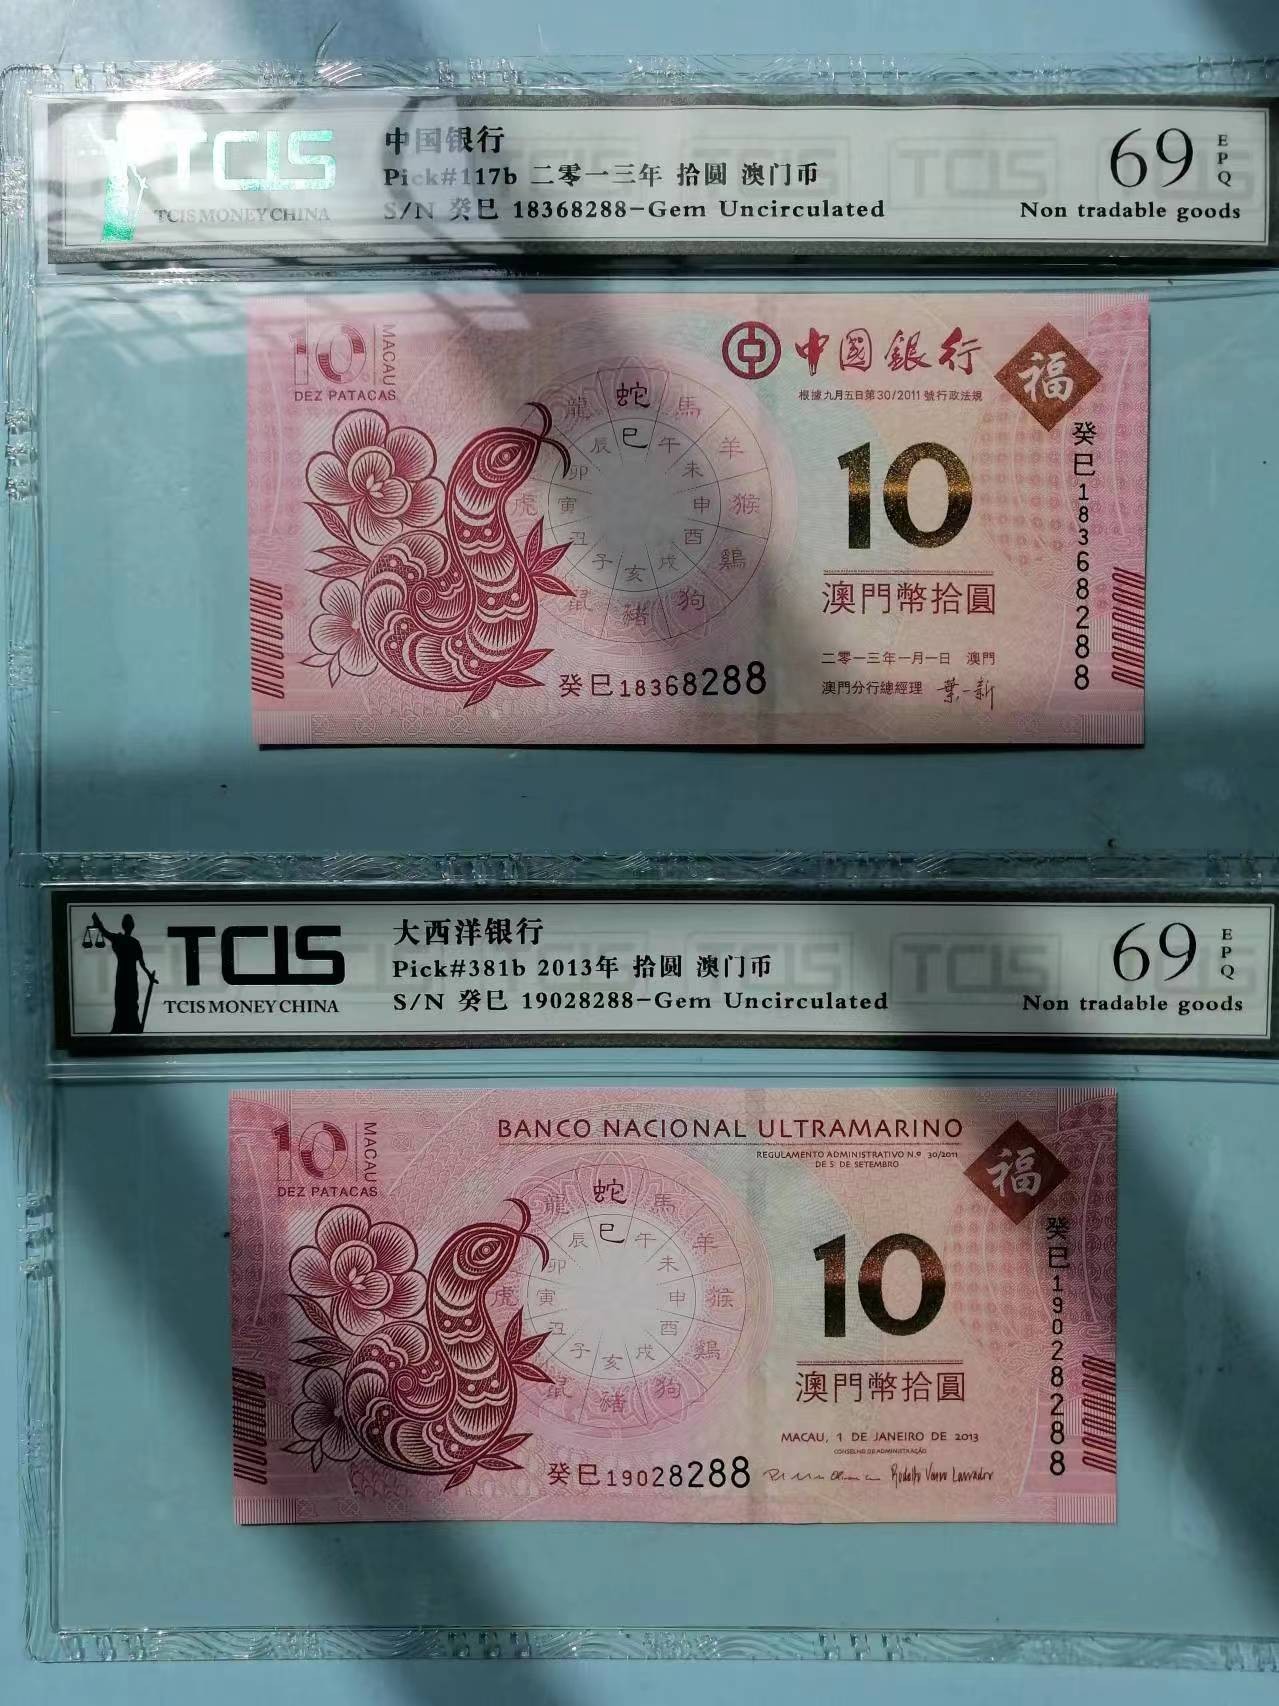 TCIS
TCIS MONEY CHINA
中国银行
Pick#117b 二零一三年 拾圆 澳门币
S/N 癸巳 18368288-Gem Uncirculated
69
EPQ
Non tradable goods
10
MACAU
DEZ PATACAS
中國銀行
根據九月五日第30/2011號行政法規
福
癸巳18368288
蛇
馬
羊
猴
鷄
狗
豬
鼠
虎
龍
巳
午
未
申
酉
戌
亥
子
丑
寅
卯
辰
10
澳門幣拾圓
二零一三年一月一日 澳門
澳門分行總經理 葉一新
癸巳18368288
TCIS
TCIS MONEY CHINA
大西洋银行
Pick#381b 2013年 拾圆 澳门币
S/N 癸巳 19028288-Gem Uncirculated
69
EPQ
Non tradable goods
10
MACAU
DEZ PATACAS
BANCO NACIONAL ULTRAMARINO
REGULAMENTO ADMINISTRATIVO N.º 30/2011
DE 5 DE SETEMBRO
福
癸巳19028288
蛇
馬
羊
猴
鷄
狗
豬
鼠
虎
龍
巳
午
未
申
酉
戌
亥
子
丑
寅
卯
辰
10
澳門幣拾圓
MACAU, 1 DE JANEIRO DE 2013
CONSELHO DE ADMINISTRAÇÃO
癸巳19028288